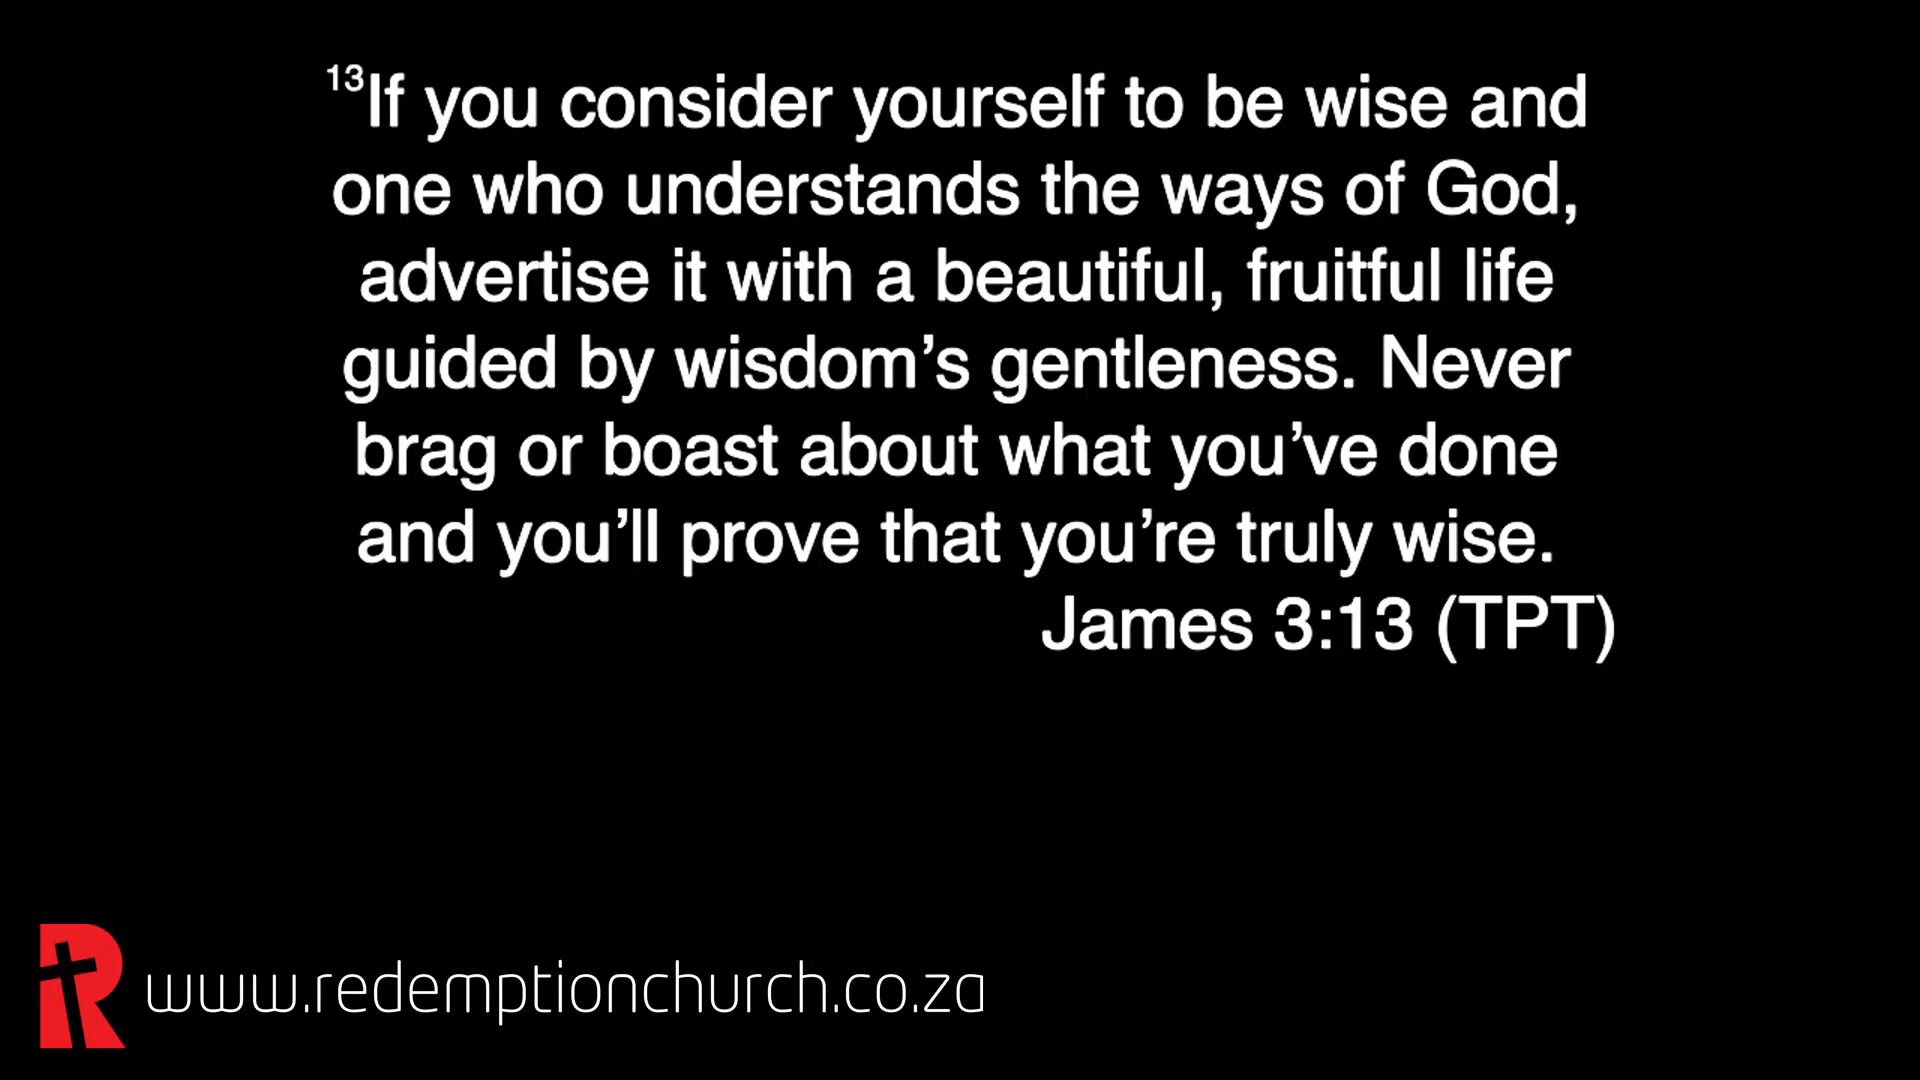 13If you consider yourself to be wise and
one who understands the ways of God,
advertise it with a beautiful, fruitful life
guided by wisdom’s gentleness. Never
brag or boast about what you’ve done
and you’ll prove that you’re truly wise.
James 3:13 (TPT)
R www.redemptionchurch.co.za